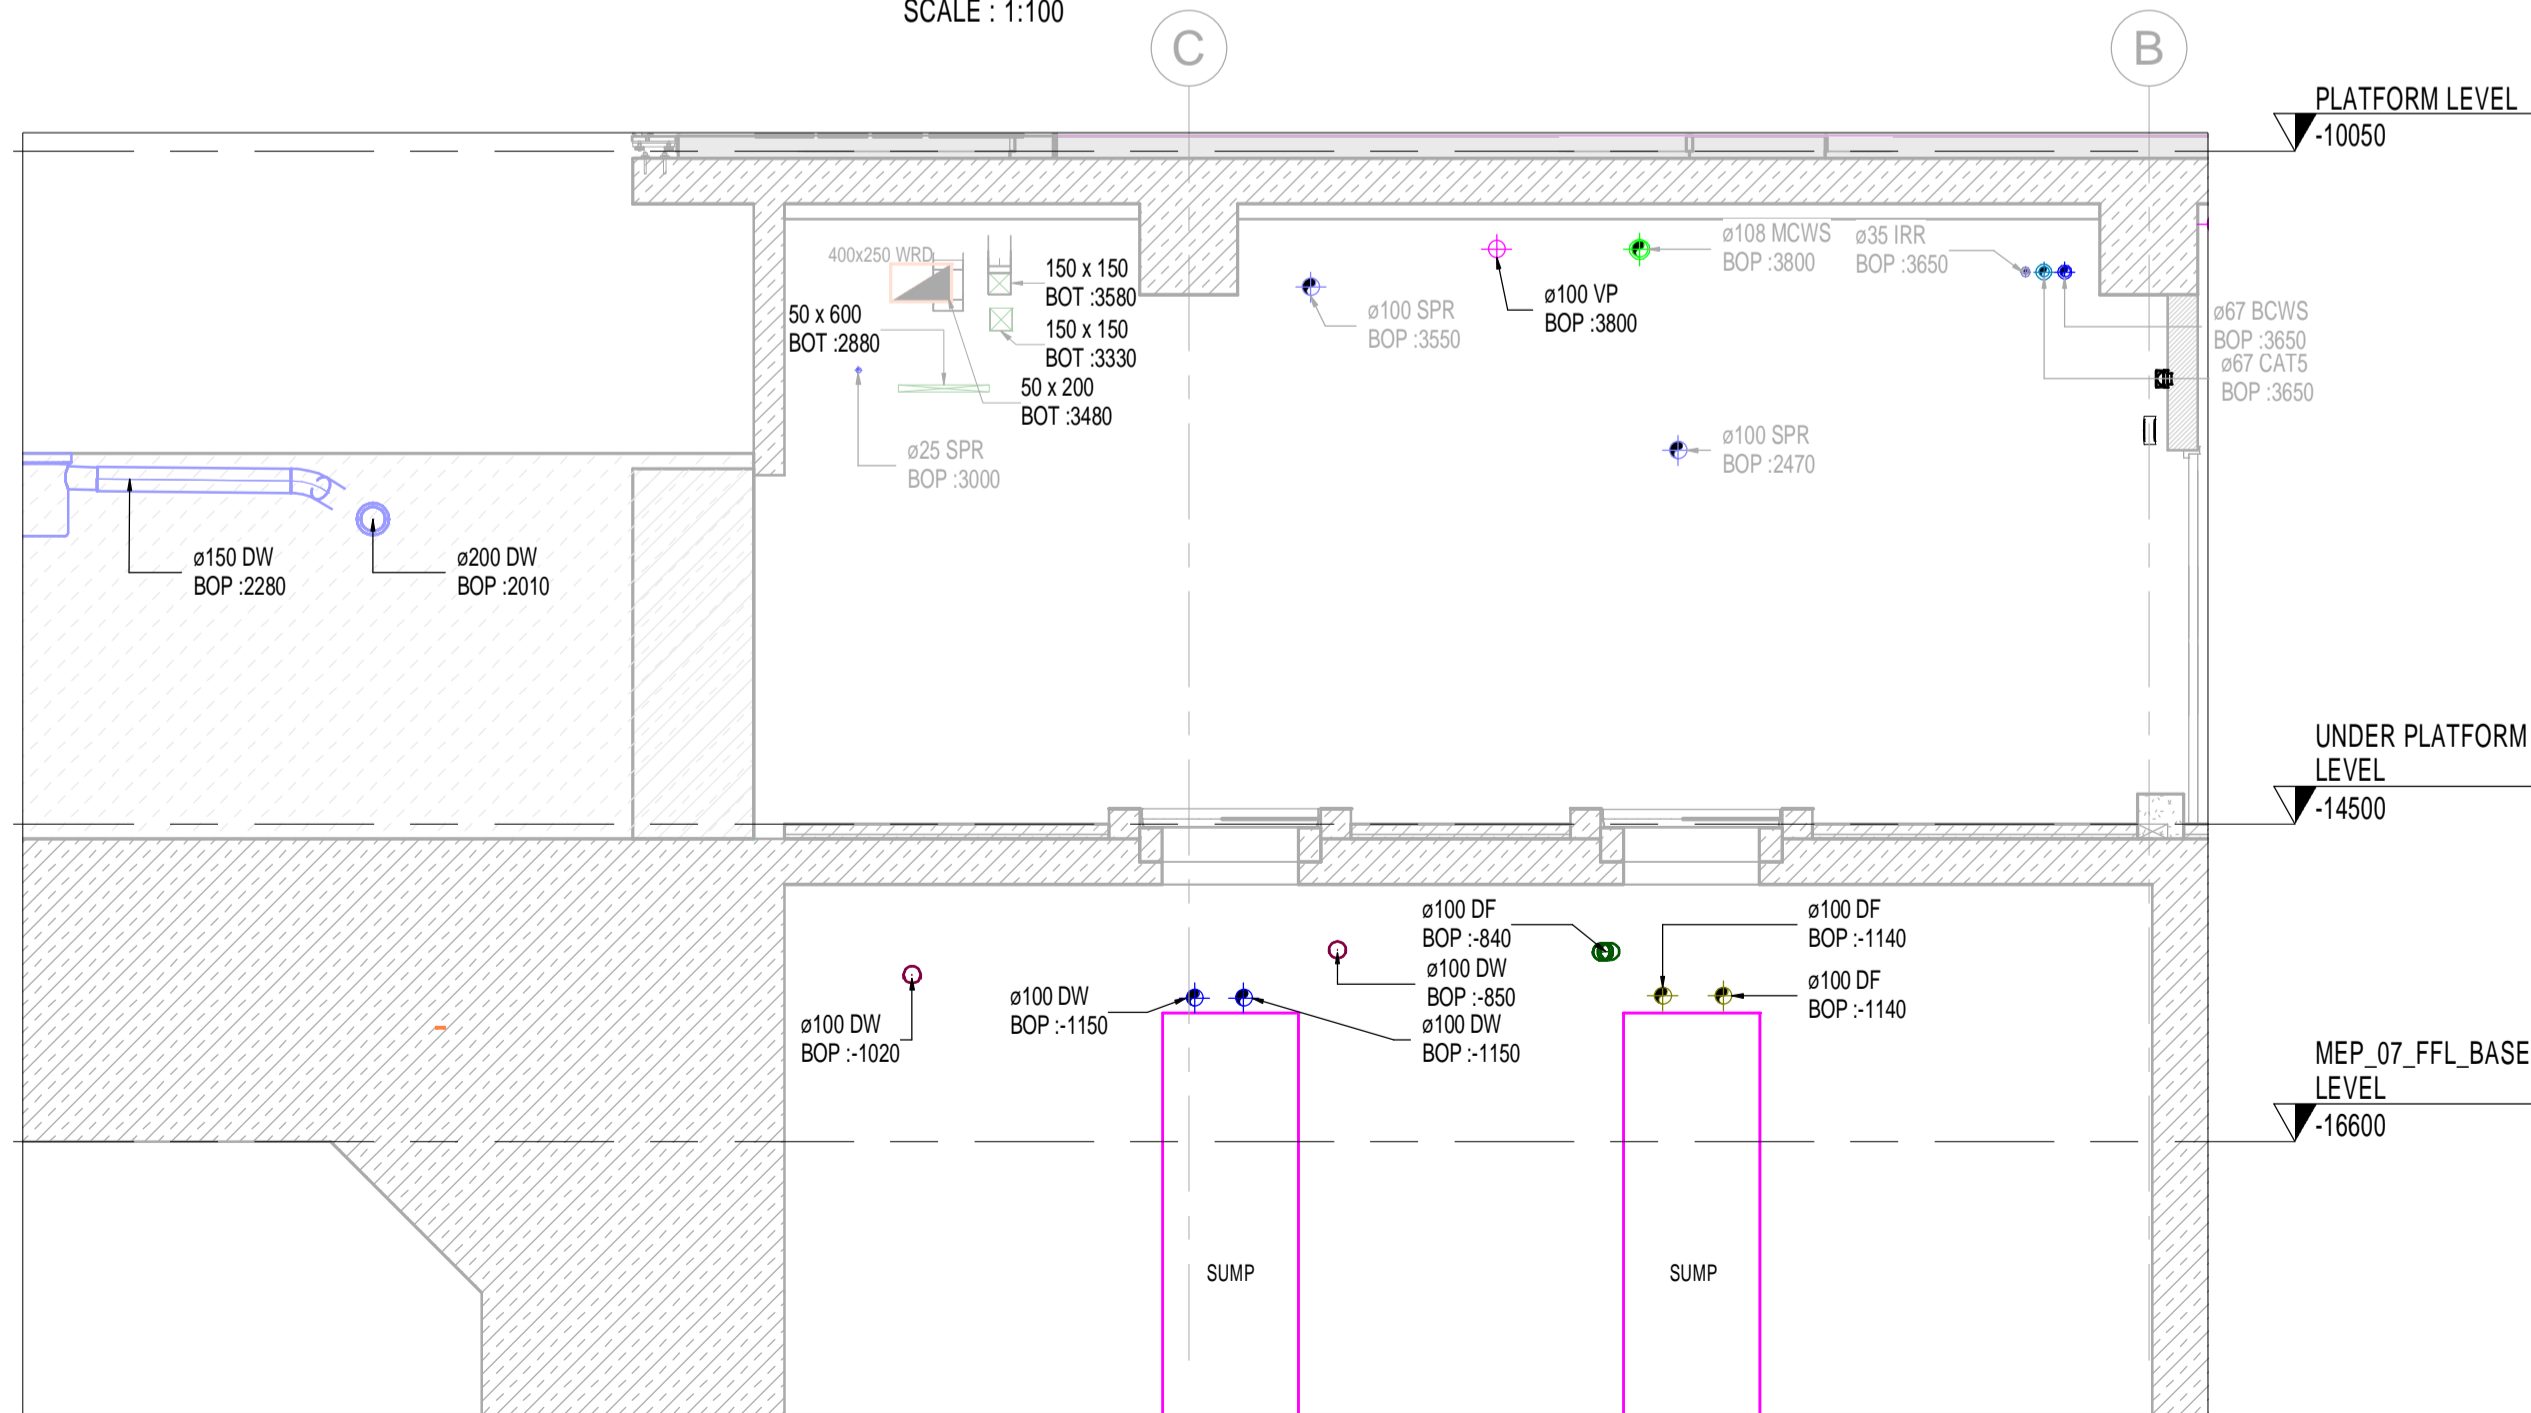 SCALE : 1:100
C
B
PLATFORM LEVEL
-10050
400x250 WRD
150 x 150
BOT :3580
50 x 600
BOT :2880
150 x 150
BOT :3330
50 x 200
BOT :3480
ø25 SPR
BOP :3000
ø100 SPR
BOP :3550
ø100 VP
BOP :3800
ø108 MCWS
BOP :3800
ø35 IRR
BOP :3650
ø67 BCWS
BOP :3650
ø67 CAT5
BOP :3650
ø100 SPR
BOP :2470
ø150 DW
BOP :2280
ø200 DW
BOP :2010
UNDER PLATFORM
LEVEL
-14500
ø100 DF
BOP :-840
ø100 DF
BOP :-1140
ø100 DW
BOP :-850
ø100 DF
BOP :-1140
ø100 DW
BOP :-1150
ø100 DW
BOP :-1020
ø100 DW
BOP :-1150
MEP_07_FFL_BASE
LEVEL
-16600
SUMP
SUMP